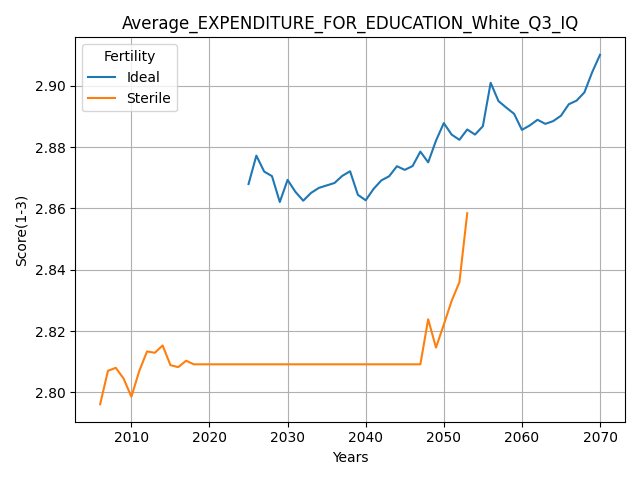 Average_EXPENDITURE_FOR_EDUCATION_White_Q3_IQ
Fertility
Ideal
Sterile
Score(1-3)
2.90
2.88
2.86
2.84
2.82
2.80
2010 2020 2030 2040 2050 2060 2070
Years